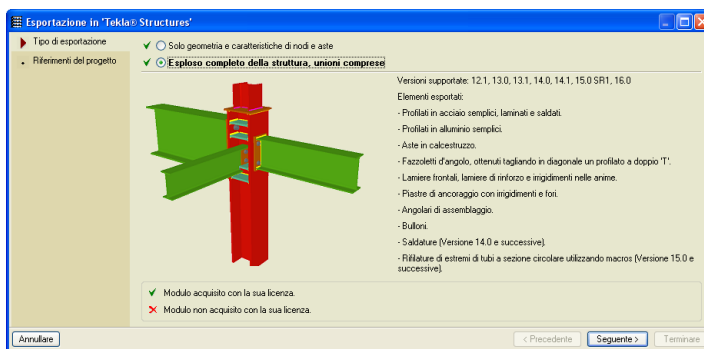 Esportazione in 'Tekla® Structures'
Tipo di esportazione
Riferimenti del progetto
Solo geometria e caratteristiche di nodi e aste
Esploso completo della struttura, unioni comprese
Versioni supportate: 12.1, 13.0, 13.1, 14.0, 14.1, 15.0 SR1, 16.0
Elementi esportati:
- Profilati in acciaio semplici, laminati e saldati.
- Profilati in alluminio semplici.
- Aste in calcestruzzo.
- Fazzoletti d'angolo, ottenuti tagliando in diagonale un profilato a doppio 'T'.
- Lamiere frontali, lamiere di rinforzo e irrigidimenti nelle anime.
- Piastre di ancoraggio con irrigidimenti e fori.
- Angolari di assemblaggio.
- Bulloni.
- Saldature (Versione 14.0 e successive).
- Rifilature di estremi di tubi a sezione circolare utilizzando macros (Versione 15.0 e
successive).
Modulo acquisito con la sua licenza.
Modulo non acquisito con la sua licenza.
Annullare
< Precedente
Seguente >
Terminare